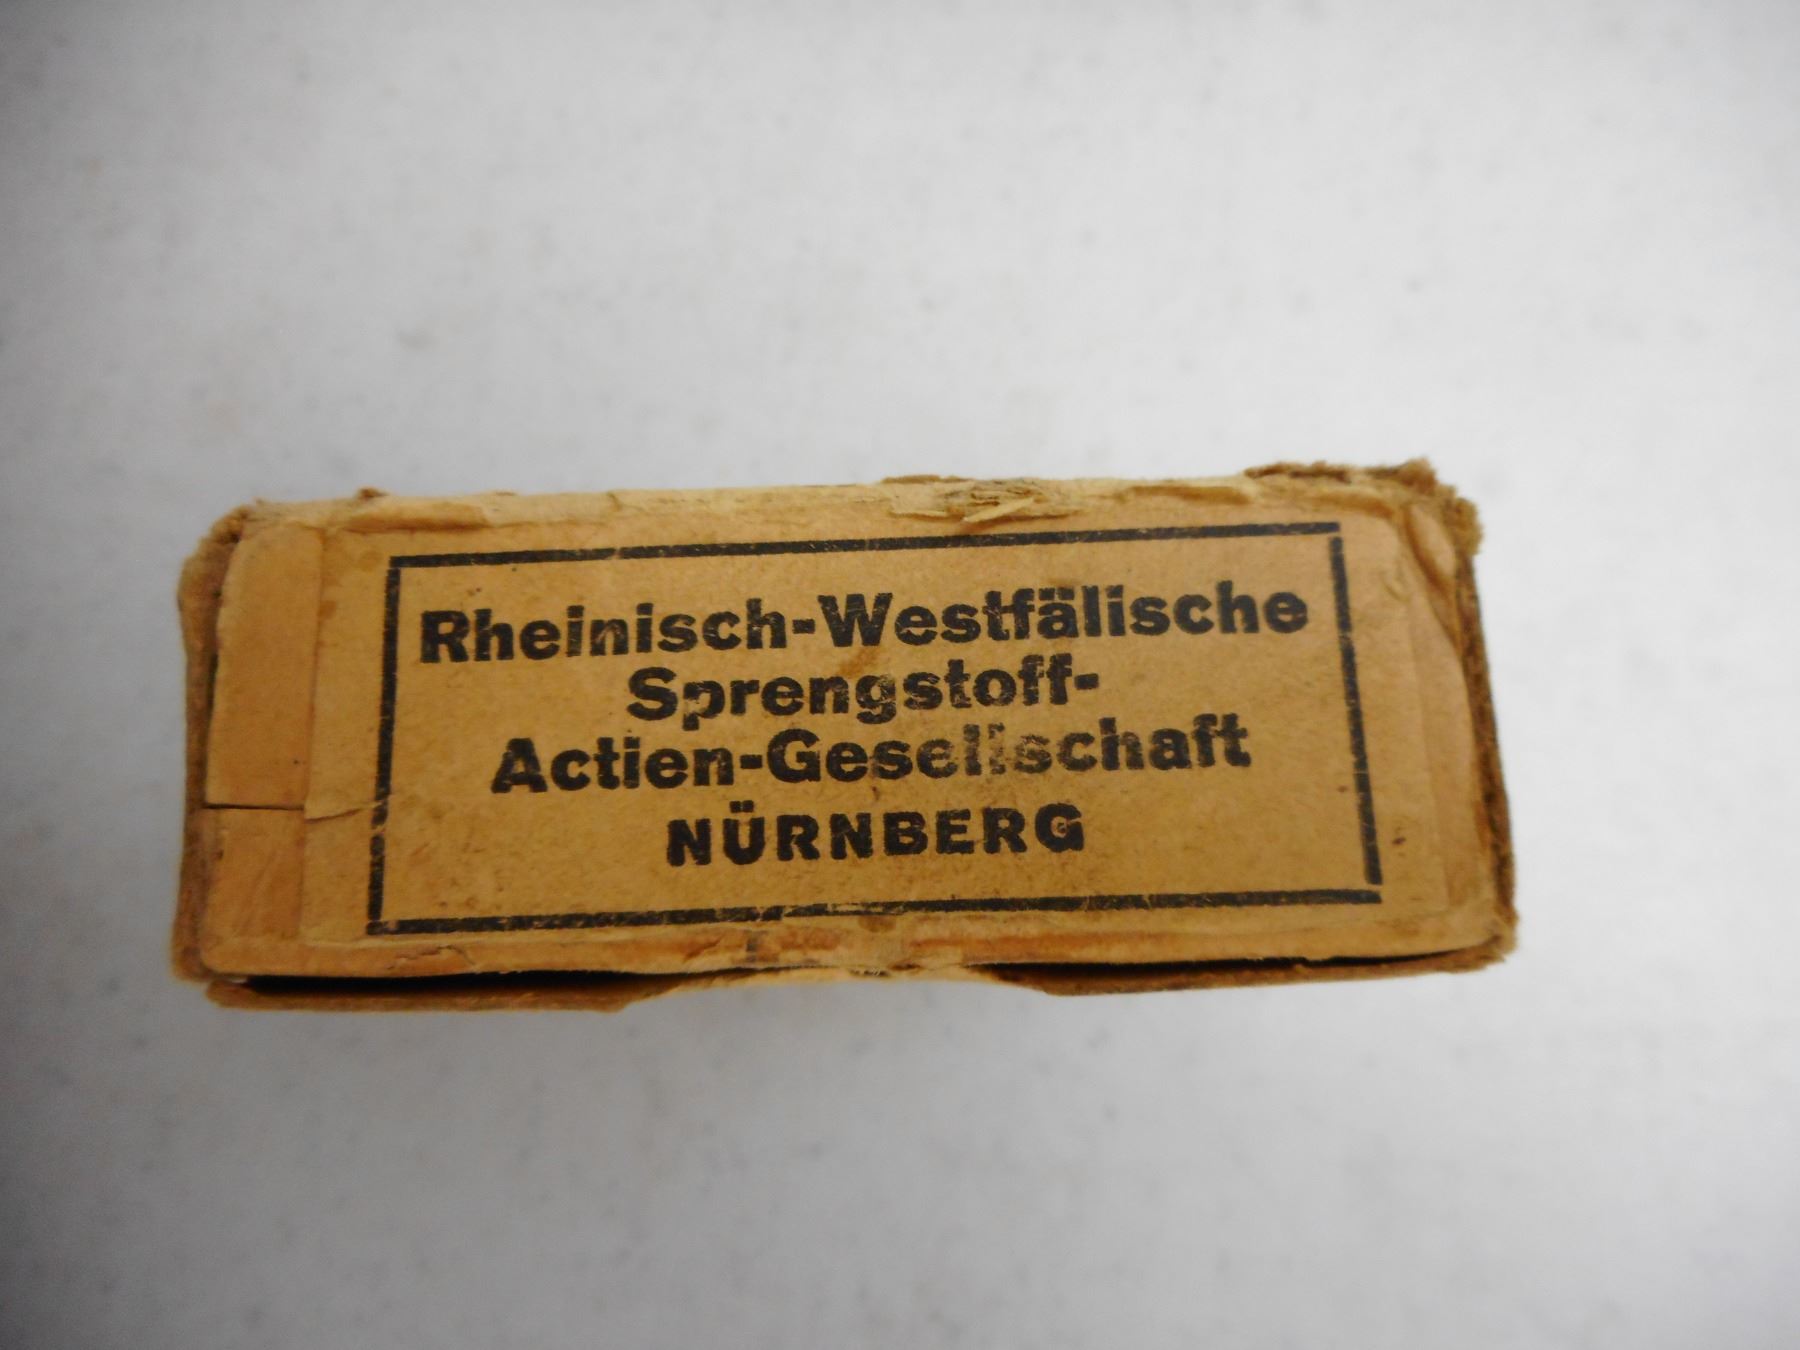 Rheinisch-Westfälische
Sprengstoff-
Actien-Gesellschaft
NÜRNBERG